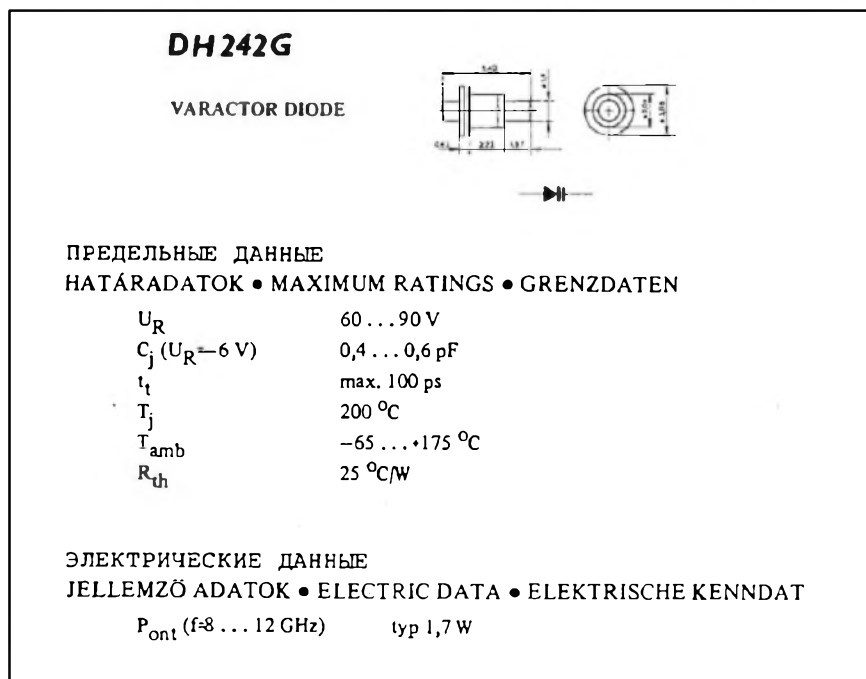 DH242G
VARACTOR DIODE
ПРЕДЕЛЬНЫЕ ДАННЫЕ
HATÁRADATOK • MAXIMUM RATINGS • GRENZDATEN
U_R 60...90 V
C_j (U_R=-6 V) 0,4...0,6 pF
t_t max. 100 ps
T_j 200 °C
T_amb -65...+175 °C
R_th 25 °C/W
ЭЛЕКТРИЧЕСКИЕ ДАННЫЕ
JELLEMZŐ ADATOK • ELECTRIC DATA • ELEKTRISCHE KENNDAT
P_ont (f=8...12 GHz) typ 1,7 W